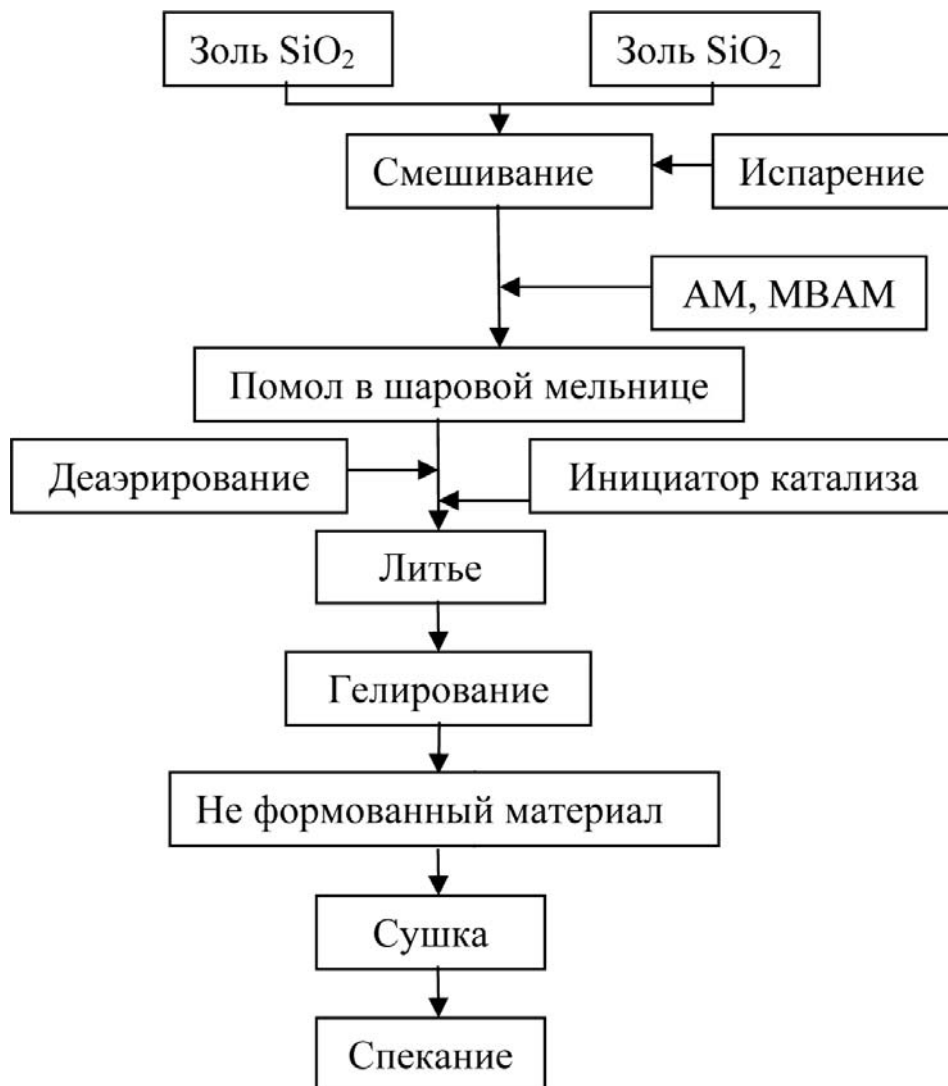 Золь SiO₂
Золь SiO₂
Смешивание
Испарение
AM, MBAM
Помол в шаровой мельнице
Деаэрирование
Инициатор катализа
Литье
Гелирование
Не формованный материал
Сушка
Спекание